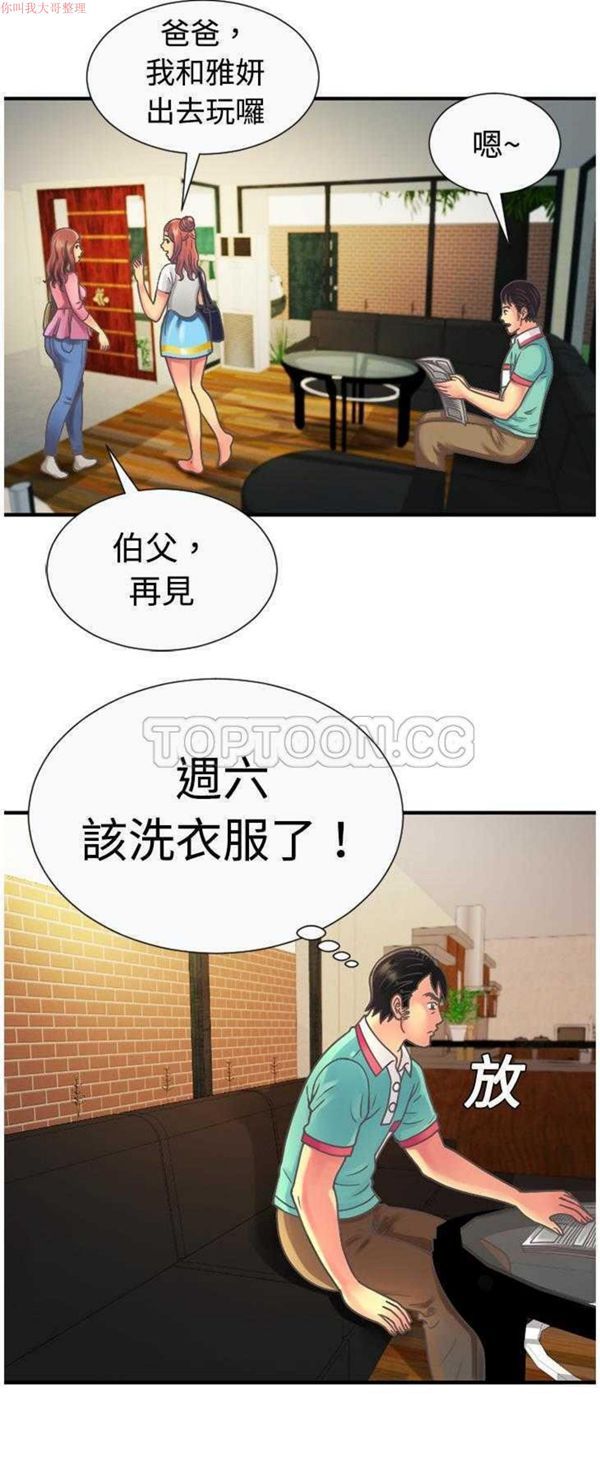 你叫我大哥整理
爸爸，
我和雅妍
出去玩囉
嗯~
伯父，
再見
TOPTOON.CC
週六
該洗衣服了！
放